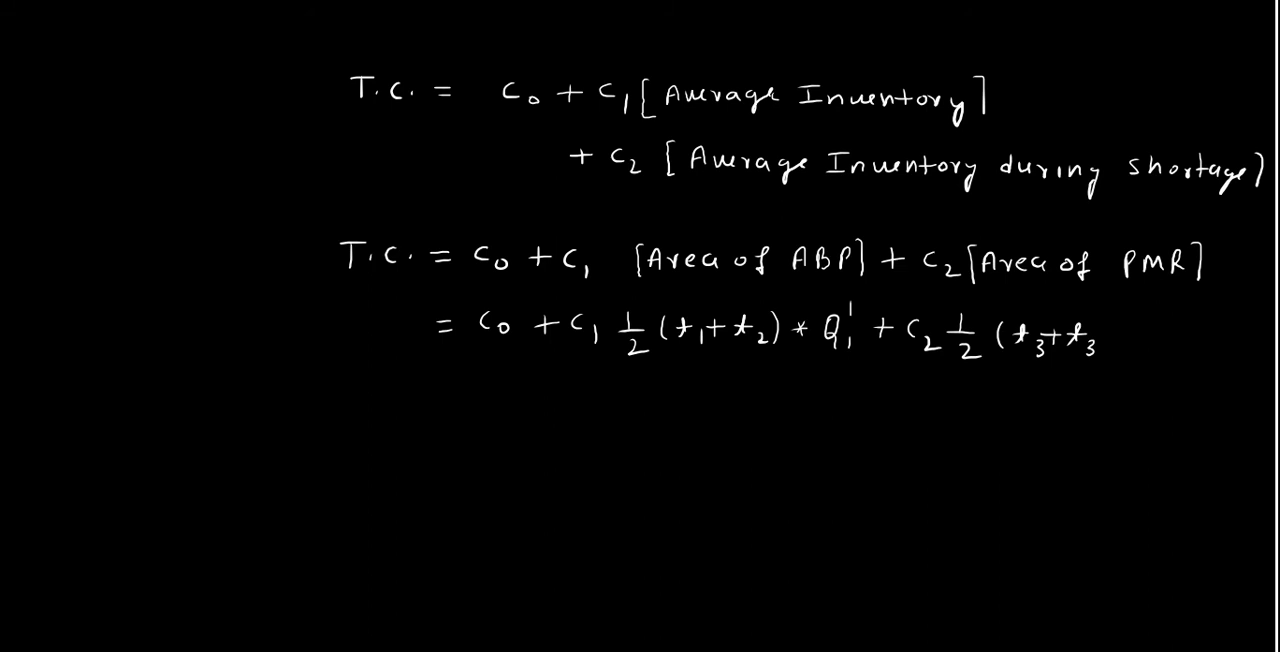 T.C. = C₀ + C₁ [Average Inventory]
+ C₂ [Average Inventory during shortage]
T.C. = C₀ + C₁ [Area of ABP] + C₂ [Area of PMR]
= C₀ + C₁ 1/2 (t₁+t₂) * Q₁' + C₂ 1/2 (t₃+t₃